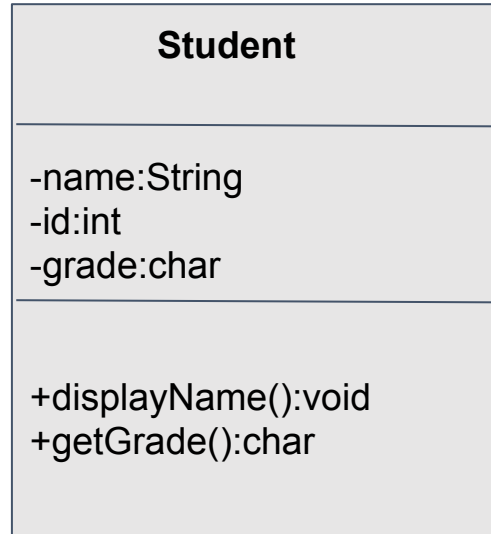 Student
-name:String
-id:int
-grade:char
+displayName():void
+getGrade():char